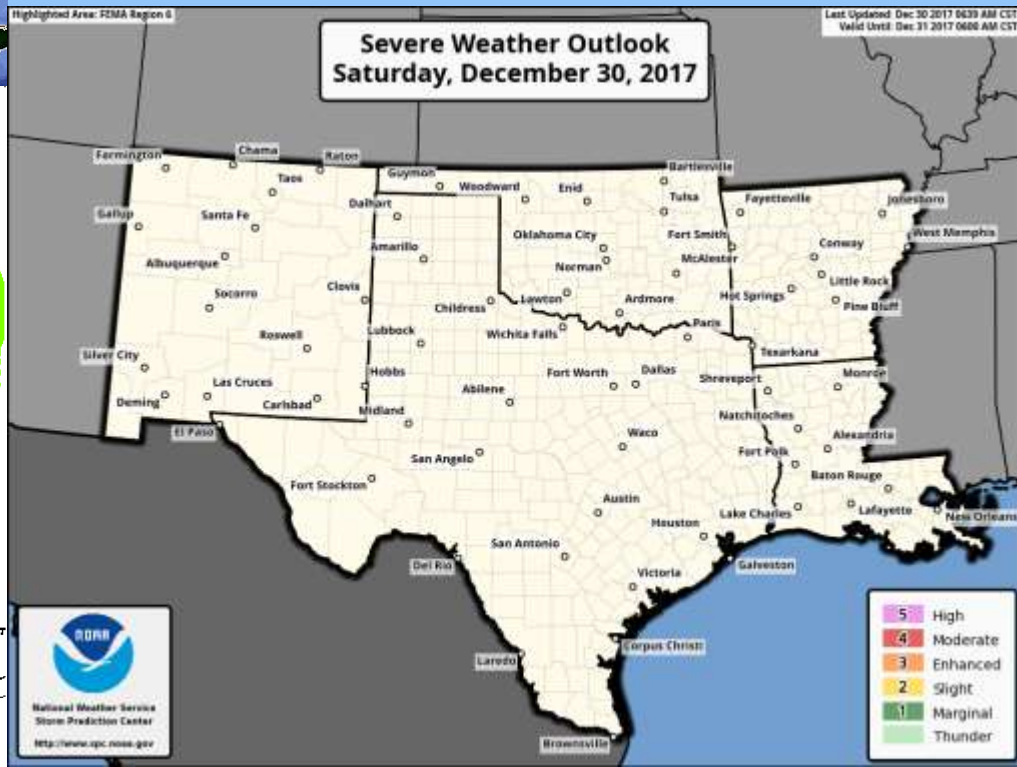 Highlighted Area: FEMA Region 6
Last Updated: Dec 30 2017 0639 AM CST
Valid Until: Dec 31 2017 0600 AM CST
Severe Weather Outlook
Saturday, December 30, 2017
Farmington
Chama
Raton
Taos
Guymon
Woodward
Enid
Bartlesville
Tulsa
Fayetteville
Jonesboro
Gallup
Santa Fe
Dalhart
Amarillo
Oklahoma City
Fort Smith
Conway
West Memphis
Albuquerque
Norman
McAlester
Socorro
Clovis
Childress
Lawton
Ardmore
Hot Springs
Little Rock
Pine Bluff
Roswell
Lubbock
Wichita Falls
Paris
Texarkana
Silver City
Hobbs
Fort Worth
Dallas
Shreveport
Monroe
Deming
Las Cruces
Carlsbad
Abilene
Midland
Natchitoches
El Paso
Waco
Alexandria
San Angelo
Fort Polk
Fort Stockton
Baton Rouge
Austin
Lake Charles
Lafayette
New Orleans
Houston
San Antonio
Del Rio
Galveston
Victoria
Laredo
Corpus Christi
Brownsville
NOAA
National Weather Service
Storm Prediction Center
http://www.spc.noaa.gov
5 High
4 Moderate
3 Enhanced
2 Slight
1 Marginal
Thunder